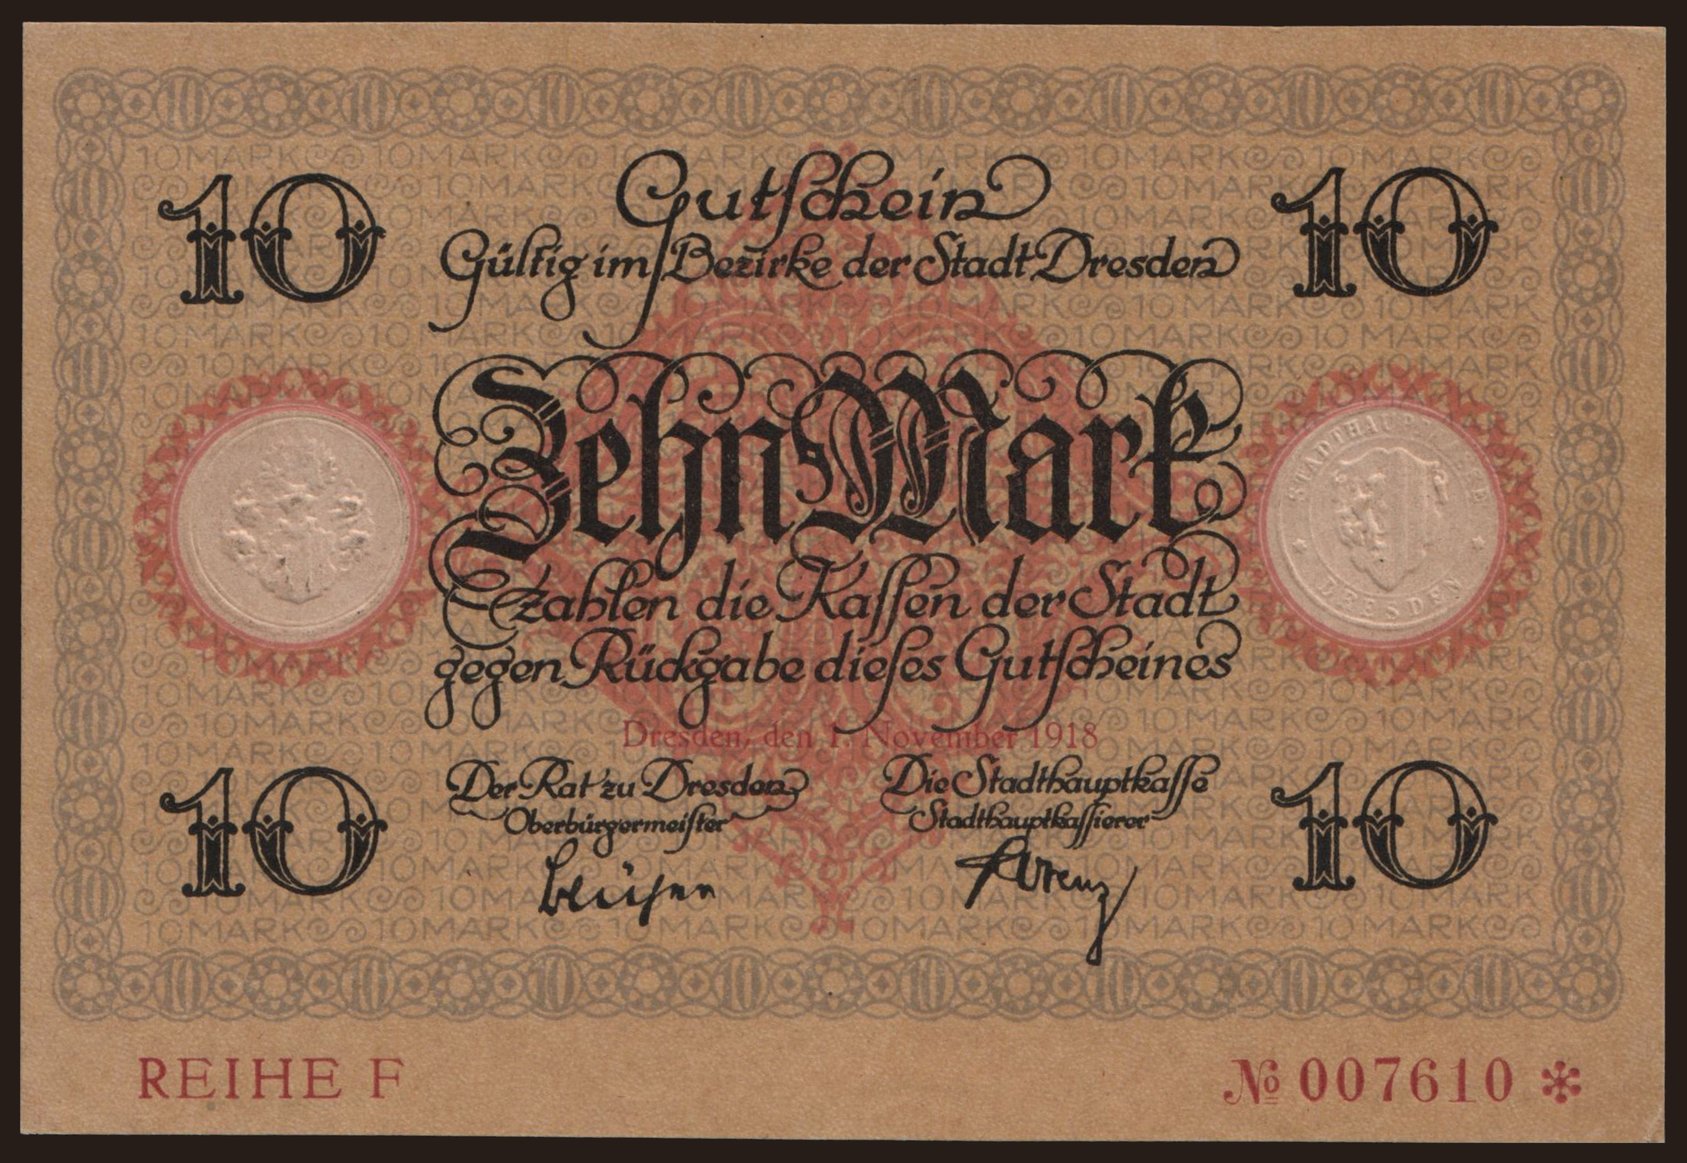 10 Gutſchein 10
Gültig im Bezirke der Stadt Dresden
Zehn Mark
zahlen die Kaſſen der Stadt
gegen Rückgabe dieſes Gutſcheines
Dresden, den 1. November 1918
Der Rat zu Dresden
Oberbürgermeiſter
Die Stadthauptkaſſe
Stadthauptkaſſierer
10 10
STADTHAUPTKASSE
DRESDEN
REIHE F
№ 007610 *